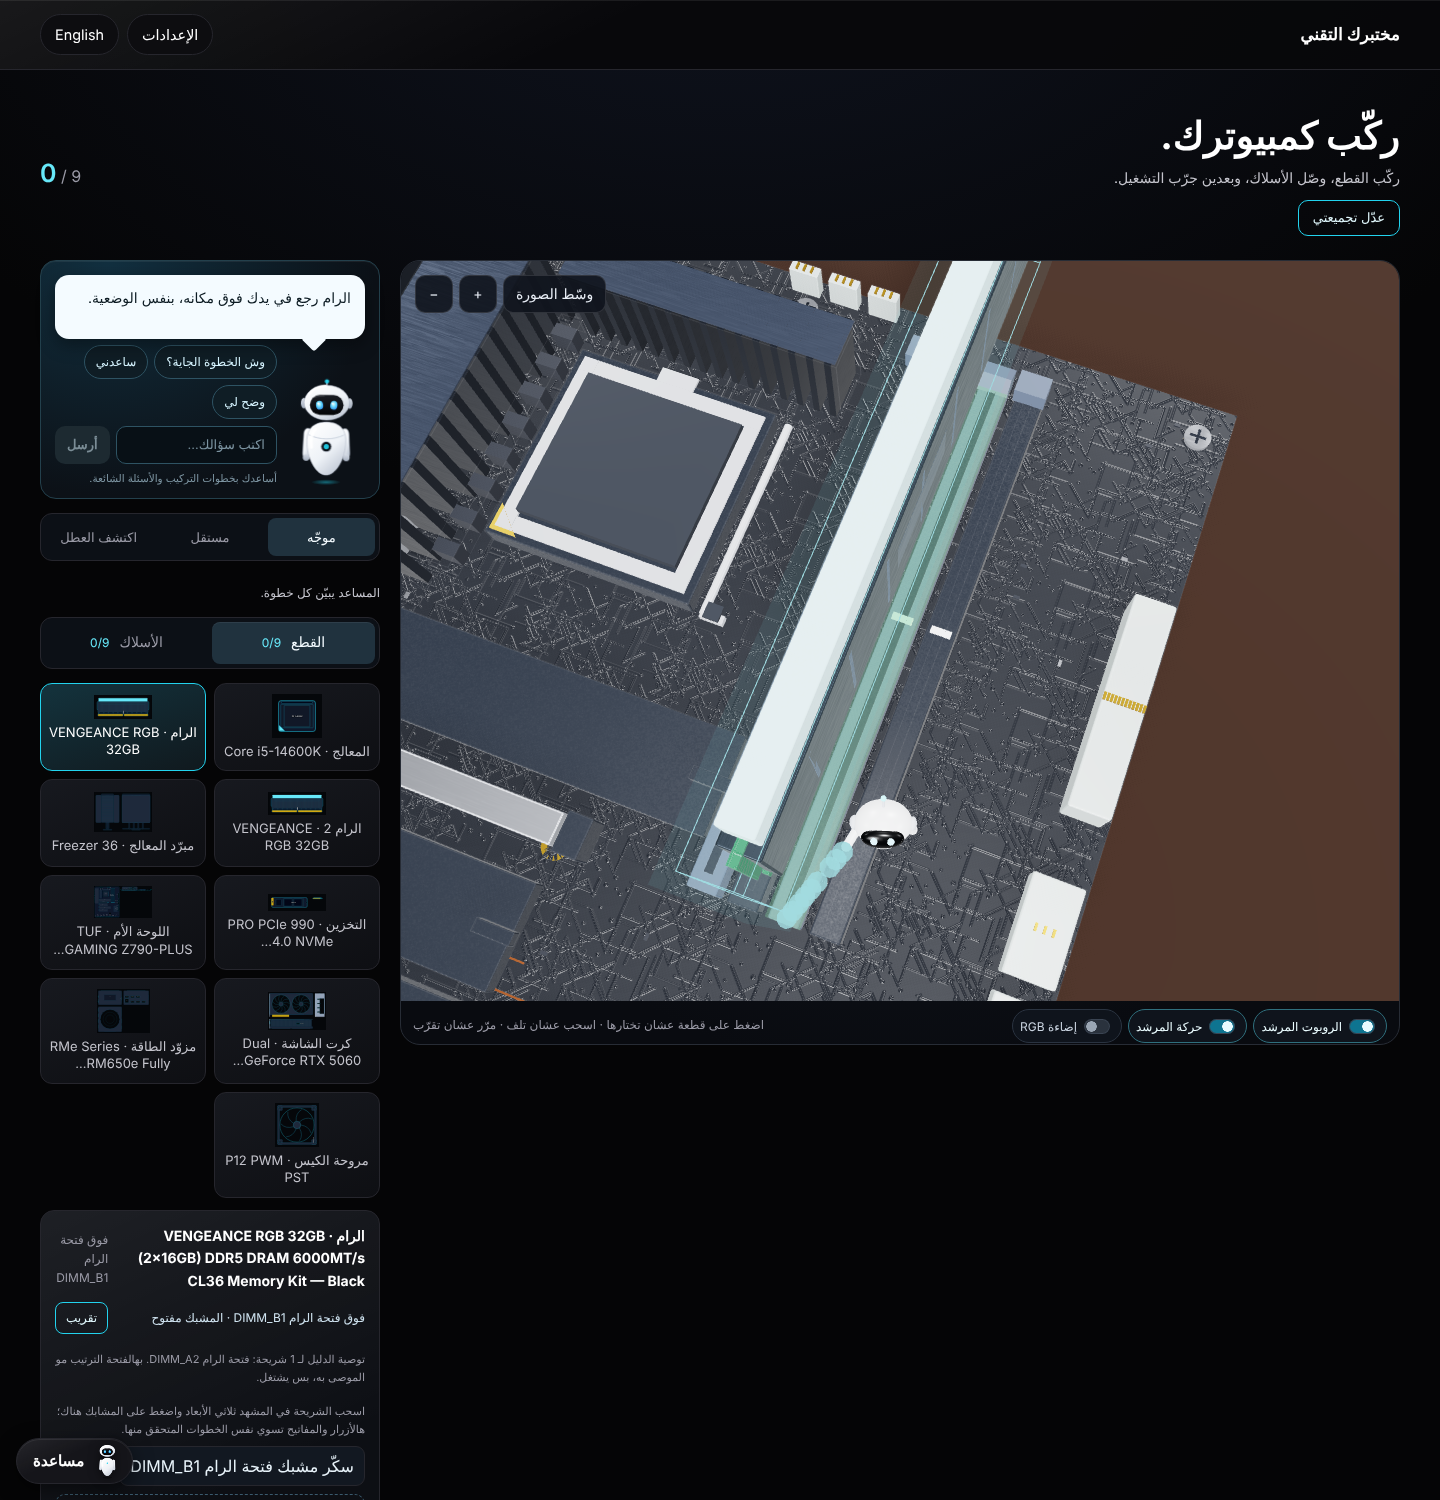 مختبرك التقني
الإعدادات
English
ركّب كمبيوترك.
ركّب القطع، وصّل الأسلاك، وبعدين جرّب التشغيل.
عدّل تجميعتي
0 / 9
وسّط الصورة
+
−
الروبوت المرشد
حركة المرشد
إضاءة RGB
اضغط على قطعة عشان تختارها · اسحب عشان تلف · مرّر عشان تقرّب
الرام رجع في يدك فوق مكانه، بنفس الوضعية.
وش الخطوة الجاية؟
ساعدني
وضح لي
اكتب سؤالك...
أرسل
أساعدك بخطوات التركيب والأسئلة الشائعة.
موجّه
مستقل
اكتشف العطل
المساعد يبيّن كل خطوة.
القطع 0/9
الأسلاك 0/9
المعالج · Core i5-14600K
الرام · VENGEANCE RGB
32GB
الرام 2 · VENGEANCE
RGB 32GB
مبرّد المعالج · Freezer 36
التخزين · 990 PRO PCIe
4.0 NVMe...
اللوحة الأم · TUF
GAMING Z790-PLUS...
كرت الشاشة · Dual
GeForce RTX 5060...
مزوّد الطاقة · RMe Series
RM650e Fully...
مروحة الكيس · P12 PWM
PST
الرام · VENGEANCE RGB 32GB
(2×16GB) DDR5 DRAM 6000MT/s
CL36 Memory Kit — Black
فوق فتحة
الرام
DIMM_B1
فوق فتحة الرام DIMM_B1 · المشبك مفتوح
تقريب
توصية الدليل لـ 1 شريحة: فتحة الرام DIMM_A2. بهالفتحة الترتيب مو
الموصى به، بس يشتغل.
اسحب الشريحة في المشهد ثلاثي الأبعاد واضغط على المشابك هناك؛
هالأزرار والمفاتيح تسوي نفس الخطوات المتحقق منها.
سكّر مشبك فتحة الرام DIMM_B1
مساعدة